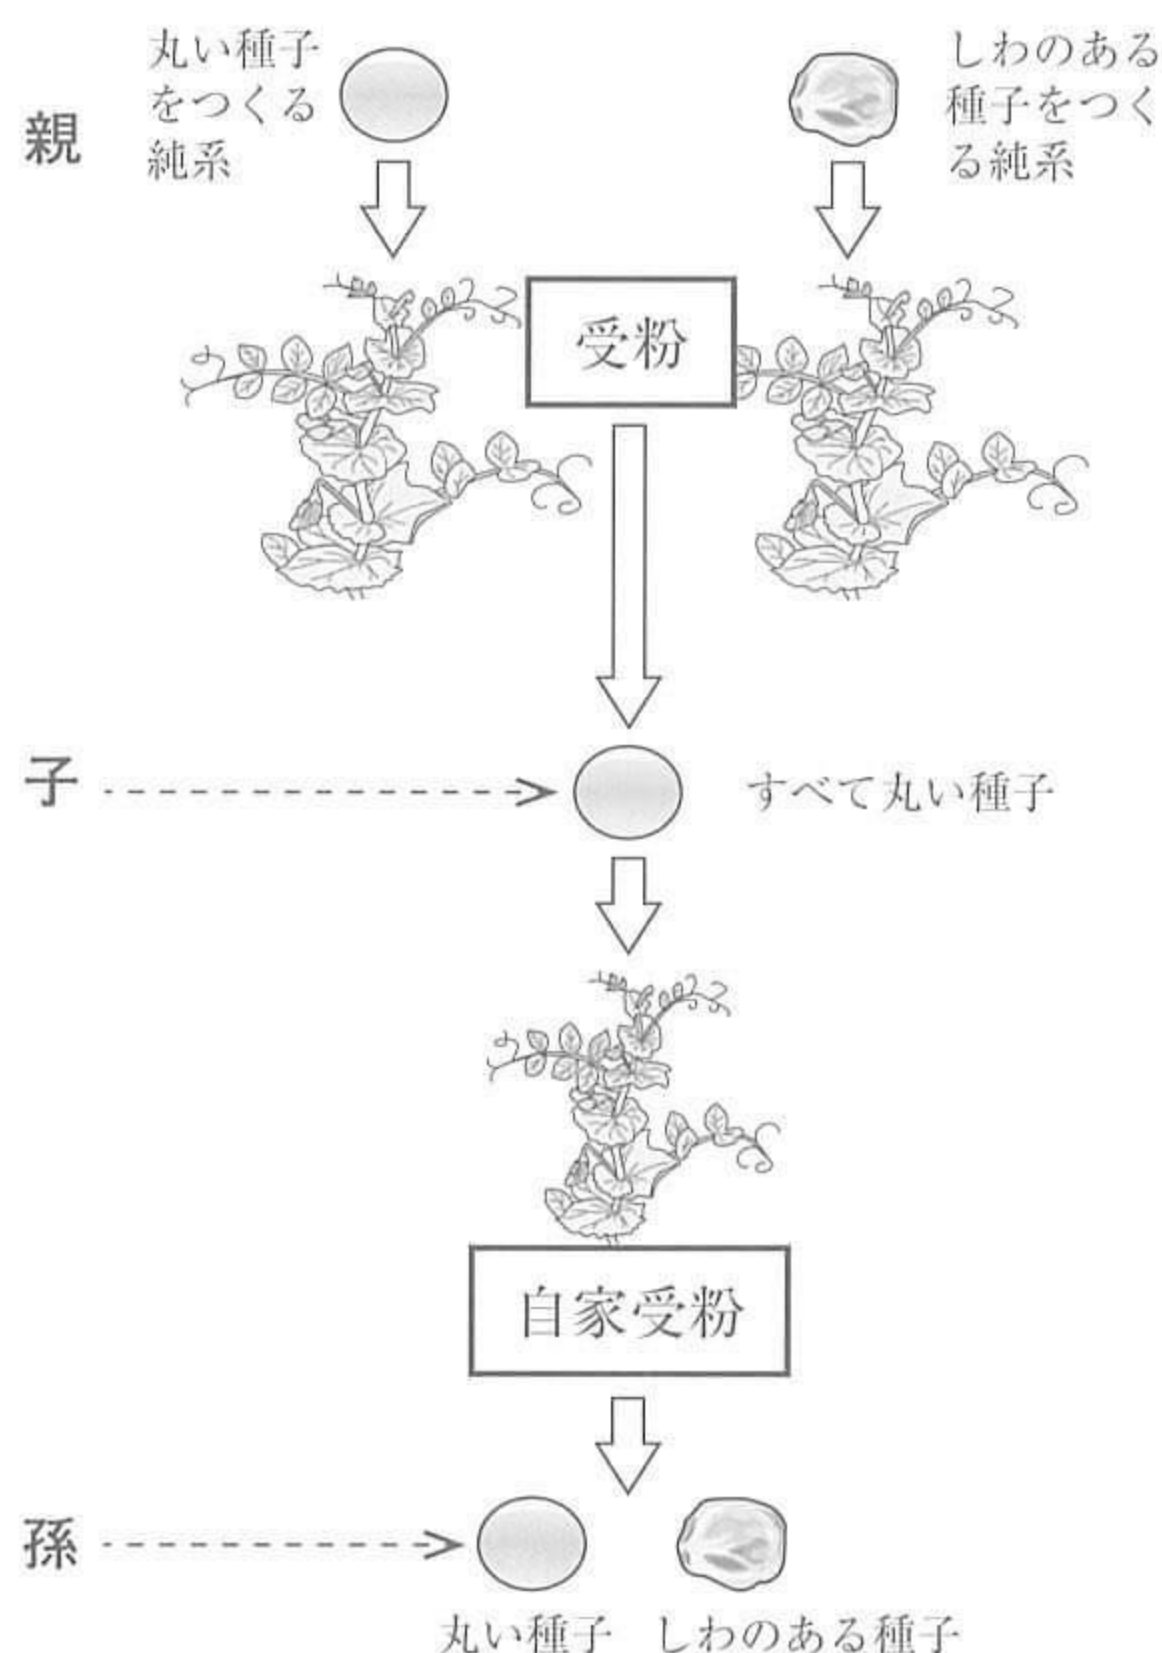 親
丸い種子
をつくる
純系
しわのある
種子をつく
る純系
受粉
子
すべて丸い種子
自家受粉
孫
丸い種子
しわのある種子